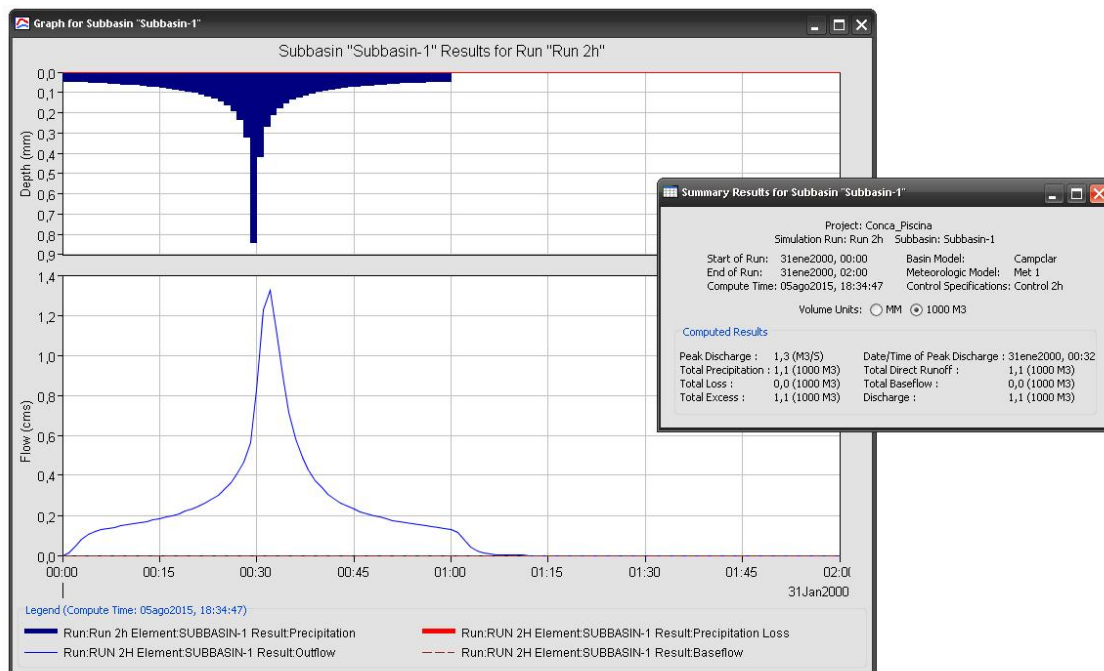 Graph for Subbasin "Subbasin-1"
Subbasin "Subbasin-1" Results for Run "Run 2h"
Depth (mm)
0,0
0,1
0,2
0,3
0,4
0,5
0,6
0,7
0,8
0,9
Flow (cms)
1,4
1,2
1,0
0,8
0,6
0,4
0,2
0,0
00:00 00:15 00:30 00:45 01:00 01:15 01:30 01:45 02:00
31Jan2000
Legend (Compute Time: 05ago2015, 18:34:47)
Run:Run 2h Element:SUBBASIN-1 Result:Precipitation
Run:RUN 2H Element:SUBBASIN-1 Result:Precipitation Loss
Run:RUN 2H Element:SUBBASIN-1 Result:Outflow
Run:RUN 2H Element:SUBBASIN-1 Result:Baseflow
Summary Results for Subbasin "Subbasin-1"
Project: Conca_Piscina
Simulation Run: Run 2h Subbasin: Subbasin-1
Start of Run: 31ene2000, 00:00 Basin Model: Campclar
End of Run: 31ene2000, 02:00 Meteorologic Model: Met 1
Compute Time: 05ago2015, 18:34:47 Control Specifications: Control 2h
Volume Units: MM 1000 M3
Computed Results
Peak Discharge : 1,3 (M3/S) Date/Time of Peak Discharge : 31ene2000, 00:32
Total Precipitation : 1,1 (1000 M3) Total Direct Runoff : 1,1 (1000 M3)
Total Loss : 0,0 (1000 M3) Total Baseflow : 0,0 (1000 M3)
Total Excess : 1,1 (1000 M3) Discharge : 1,1 (1000 M3)